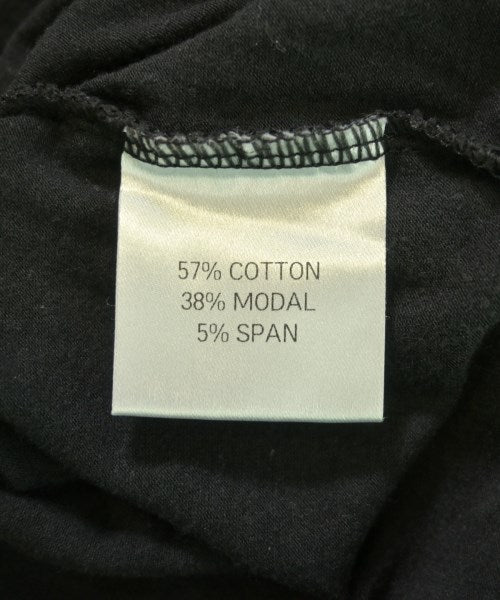 57% COTTON
38% MODAL
5% SPAN